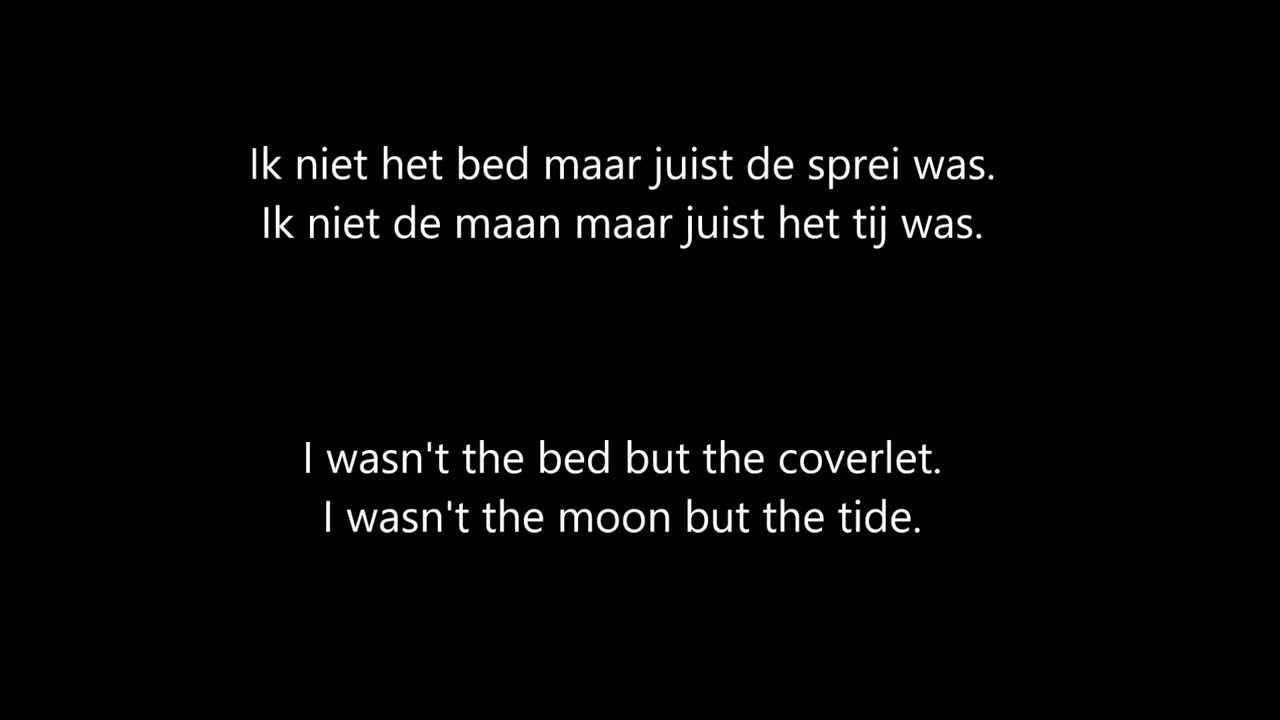 Ik niet het bed maar juist de sprei was.
Ik niet de maan maar juist het tij was.
I wasn't the bed but the coverlet.
I wasn't the moon but the tide.